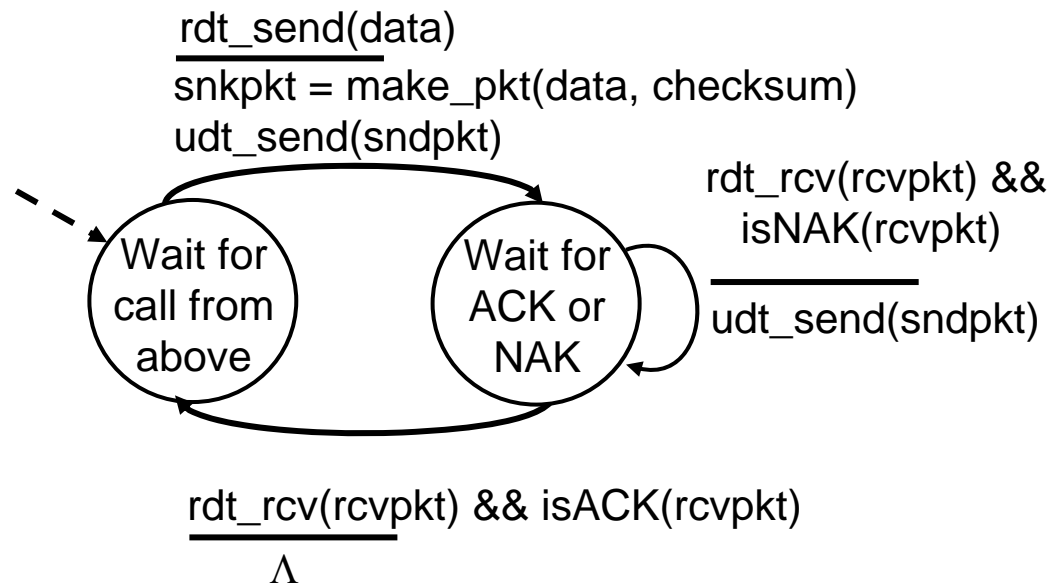 rdt_send(data)
snkpkt = make_pkt(data, checksum)
udt_send(sndpkt)
rdt_rcv(rcvpkt) &&
isNAK(rcvpkt)
udt_send(sndpkt)
Wait for
call from
above
Wait for
ACK or
NAK
rdt_rcv(rcvpkt) && isACK(rcvpkt)
Λ